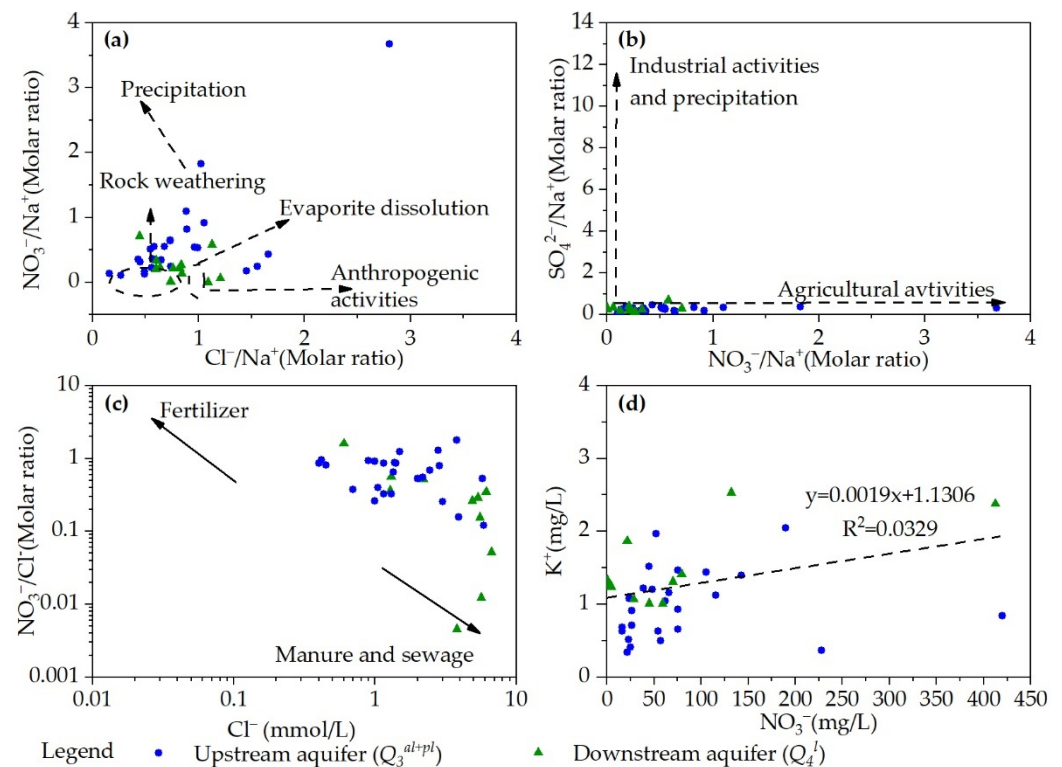 (a)
NO₃⁻/Na⁺(Molar ratio)
4
3
2
1
0
Precipitation
Rock weathering
Evaporite dissolution
Anthropogenic
activities
0 1 2 3 4
Cl⁻/Na⁺(Molar ratio)
(b)
SO₄²⁻/Na⁺(Molar ratio)
14
12
10
8
6
4
2
0
Industrial activities
and precipitation
Agricultural avtivities
0 1 2 3 4
NO₃⁻/Na⁺(Molar ratio)
(c)
NO₃⁻/Cl⁻(Molar ratio)
10
1
0.1
0.01
0.001
Fertilizer
Manure and sewage
0.01 0.1 1 10
Cl⁻ (mmol/L)
(d)
K⁺(mg/L)
4
3
2
1
0
y=0.0019x+1.1306
R²=0.0329
0 50 100 150 200 250 300 350 400 450
NO₃⁻(mg/L)
Legend Upstream aquifer (Q₃ᵃˡ⁺ᵖˡ) Downstream aquifer (Q₄ˡ)